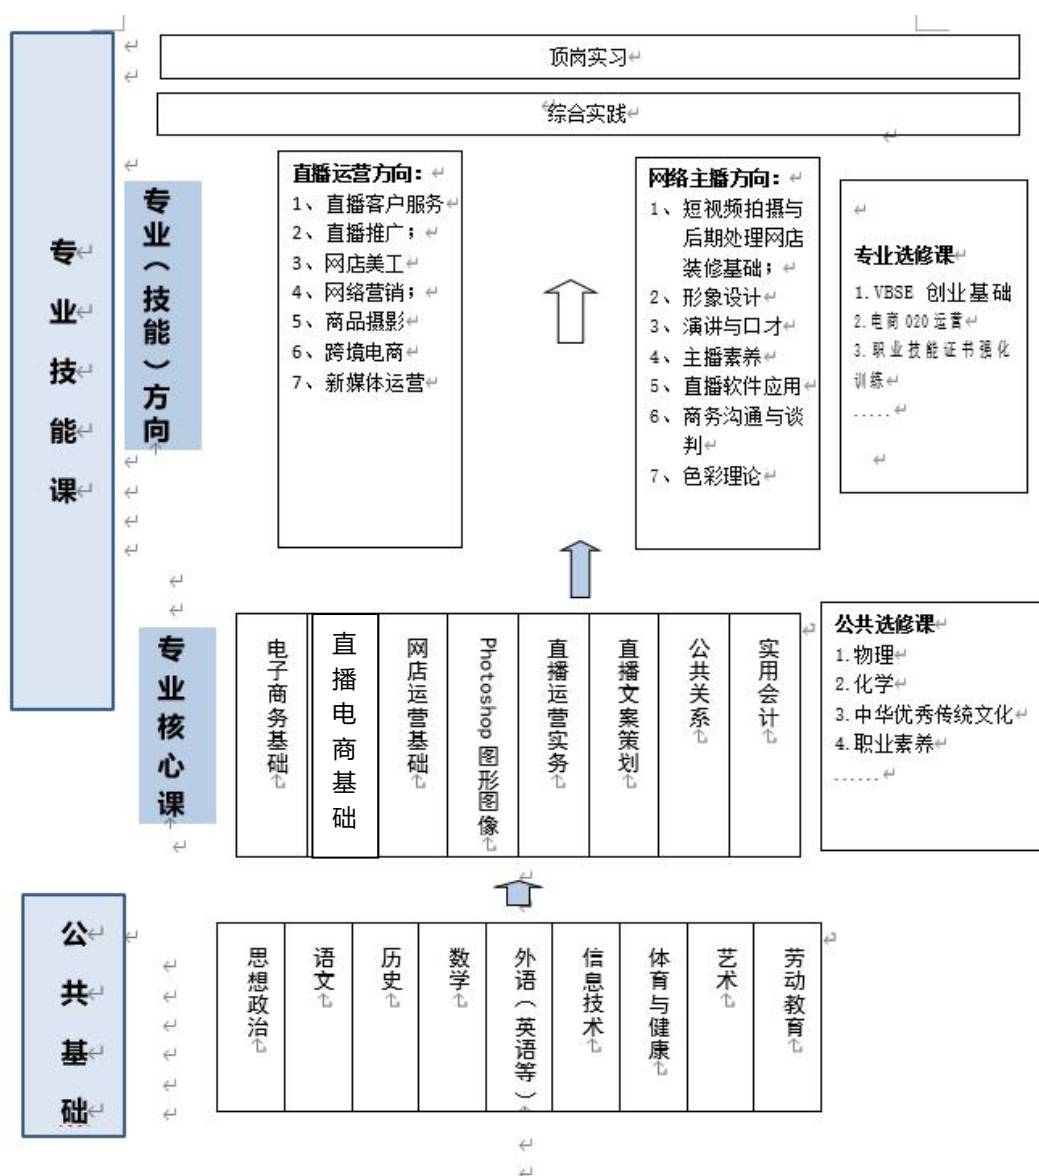 顶岗实习
综合实践
专业技能课
专业（技能）方向
直播运营方向：
1、直播客户服务
2、直播推广；
3、网店美工
4、网络营销；
5、商品摄影
6、跨境电商
7、新媒体运营
网络主播方向：
1、短视频拍摄与
后期处理网店
装修基础；
2、形象设计
3、演讲与口才
4、主播素养
5、直播软件应用
6、商务沟通与谈
判
7、色彩理论
专业选修课
1.VBSE 创业基础
2.电商 O2O 运营
3.职业技能证书强化
训练
.....
专业核心课
电子商务基础
直播电商基础
网店运营基础
Photoshop 图形图像
直播运营实务
直播文案策划
公共关系
实用会计
公共选修课
1.物理
2.化学
3.中华优秀传统文化
4.职业素养
......
公共基础
思想政治
语文
历史
数学
外语（英语等）
信息技术
体育与健康
艺术
劳动教育